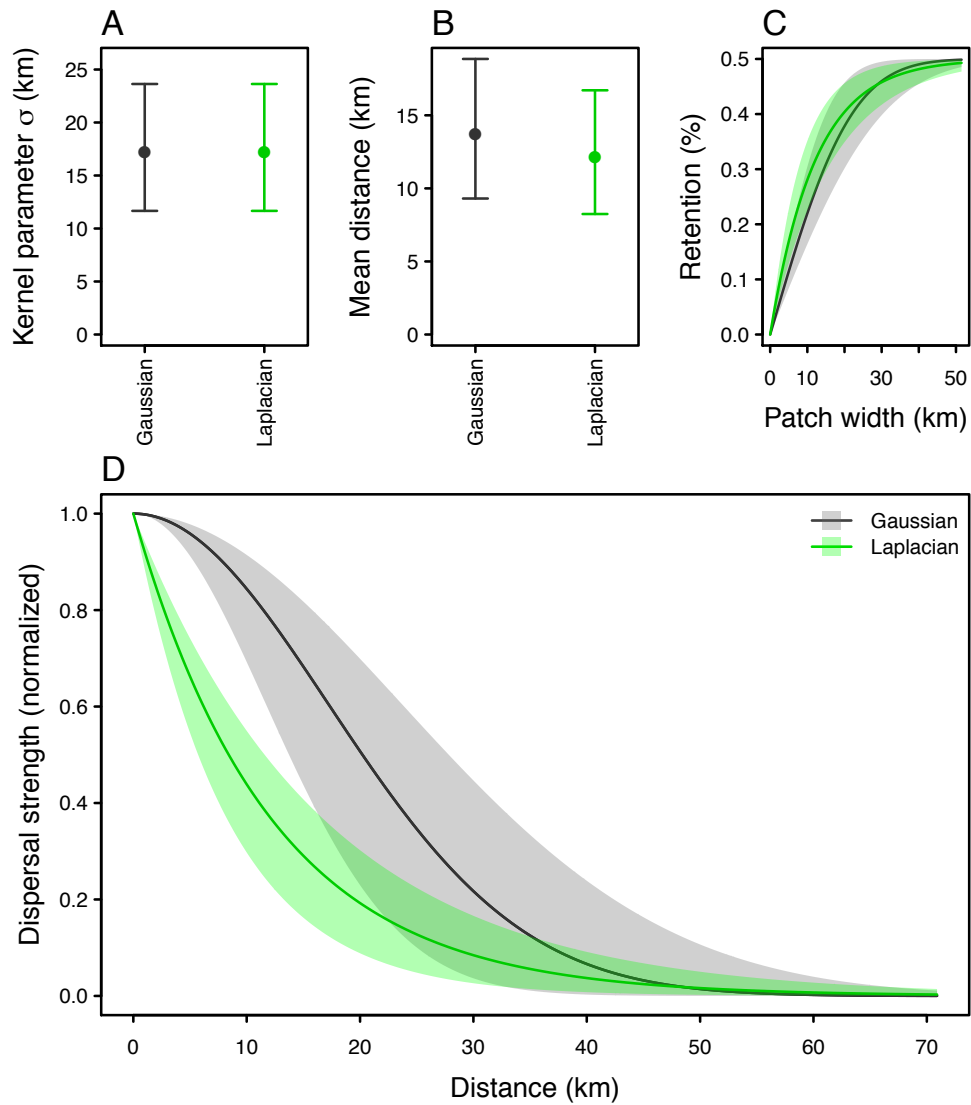 A
Kernel parameter σ (km)
25
20
15
10
5
0
Gaussian
Laplacian
B
Mean distance (km)
15
10
5
0
Gaussian
Laplacian
C
Retention (%)
0.5
0.4
0.3
0.2
0.1
0.0
0 10 30 50
Patch width (km)
D
Dispersal strength (normalized)
1.0
0.8
0.6
0.4
0.2
0.0
Gaussian
Laplacian
0 10 20 30 40 50 60 70
Distance (km)